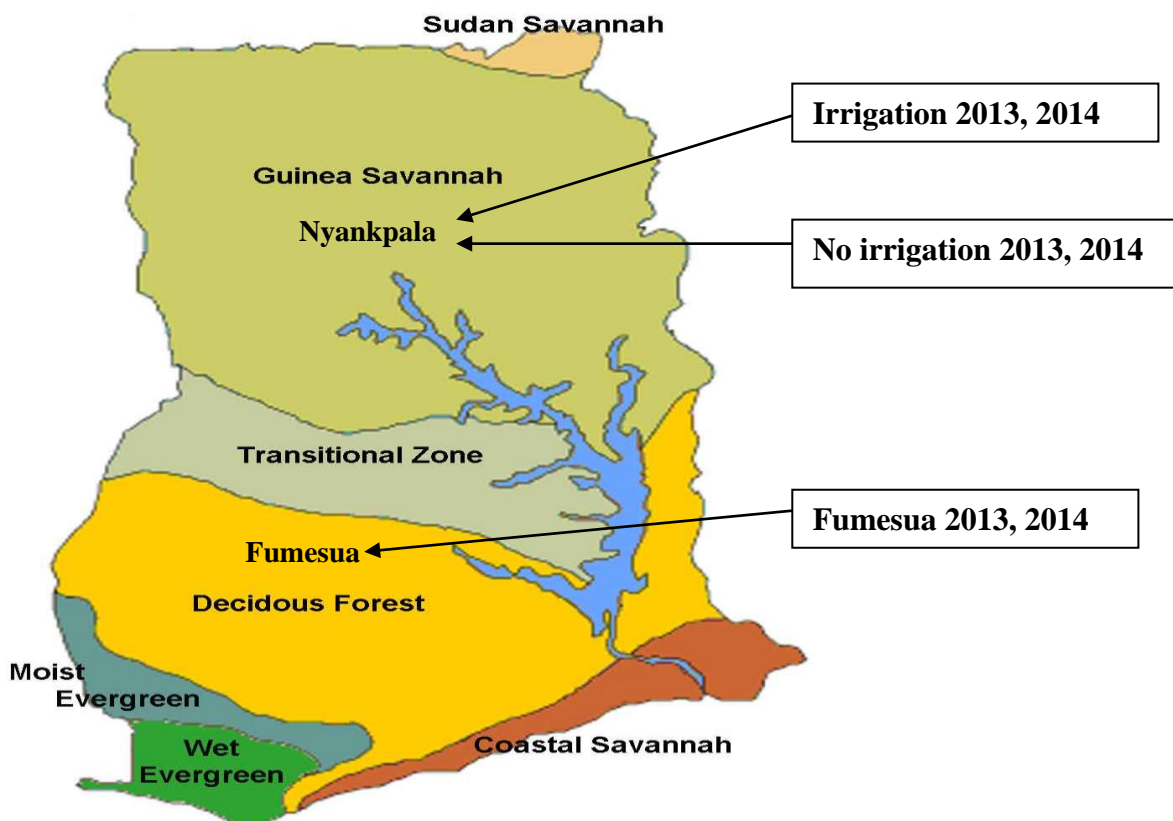 Sudan Savannah
Irrigation 2013, 2014
Guinea Savannah
Nyankpala
No irrigation 2013, 2014
Transitional Zone
Fumesua 2013, 2014
Fumesua
Decidous Forest
Moist
Evergreen
Wet
Evergreen
Coastal Savannah